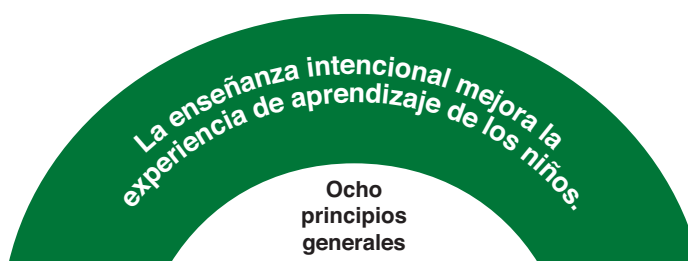 La enseñanza intencional mejora la
experiencia de aprendizaje de los niños.
Ocho
principios
generales